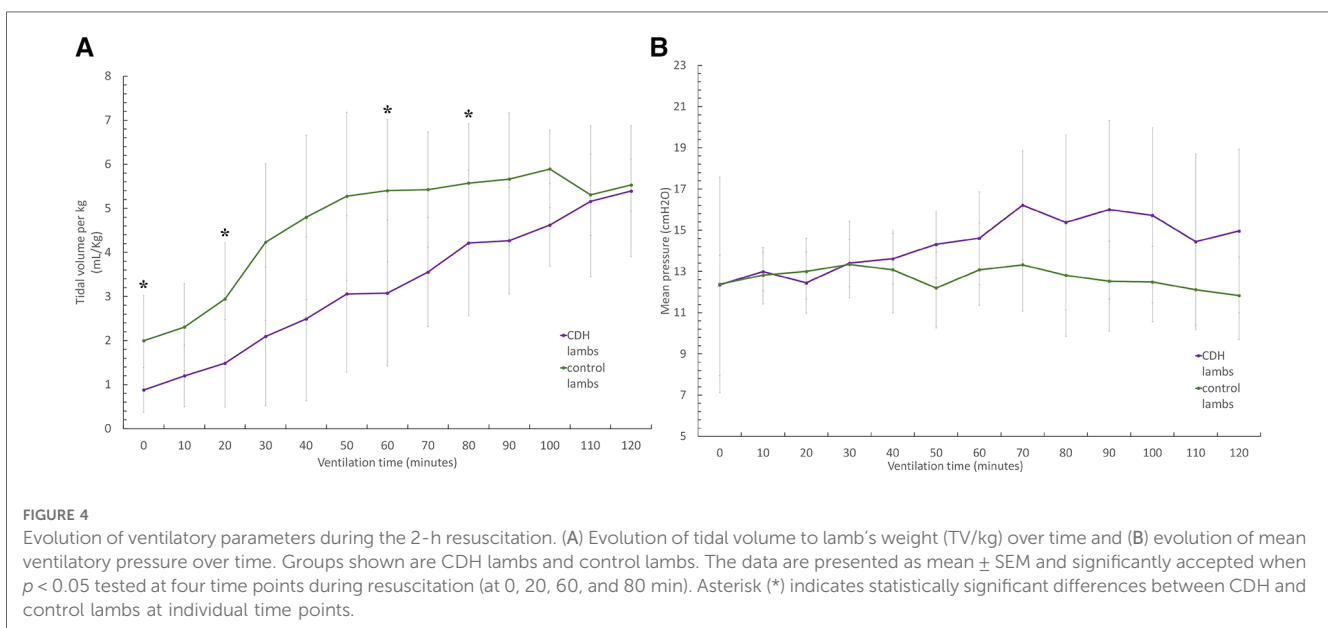 A
B
8
7
6
5
4
3
2
1
0
Tidal volume per kg
(mL/Kg)
*
*
*
*
CDH
lambs
control
lambs
0 10 20 30 40 50 60 70 80 90 100 110 120
Ventilation time (minutes)
23
21
19
17
15
13
11
9
7
5
Mean pressure (cmH2O)
CDH
lambs
control
lambs
0 10 20 30 40 50 60 70 80 90 100 110 120
Ventilation time (minutes)
FIGURE 4
Evolution of ventilatory parameters during the 2-h resuscitation. (A) Evolution of tidal volume to lamb's weight (TV/kg) over time and (B) evolution of mean
ventilatory pressure over time. Groups shown are CDH lambs and control lambs. The data are presented as mean ± SEM and significantly accepted when
p < 0.05 tested at four time points during resuscitation (at 0, 20, 60, and 80 min). Asterisk (*) indicates statistically significant differences between CDH and
control lambs at individual time points.